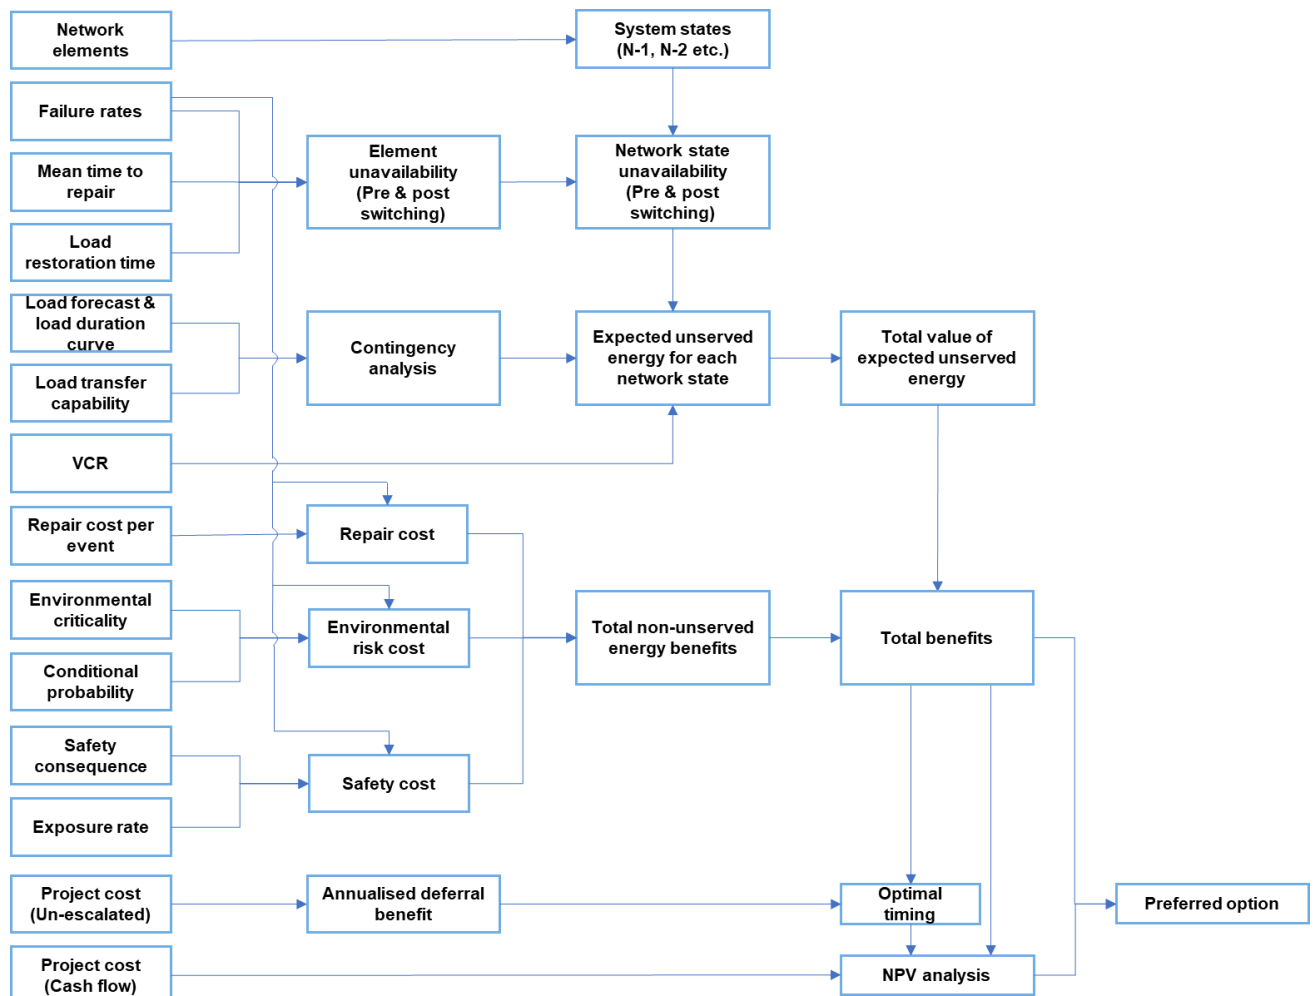 Network
elements
System states
(N-1, N-2 etc.)
Failure rates
Mean time to
repair
Element
unavailability
(Pre & post
switching)
Network state
unavailability
(Pre & post
switching)
Load
restoration time
Load forecast &
load duration
curve
Contingency
analysis
Expected unserved
energy for each
network state
Total value of
expected unserved
energy
Load transfer
capability
VCR
Repair cost per
event
Repair cost
Environmental
criticality
Environmental
risk cost
Total non-unserved
energy benefits
Total benefits
Conditional
probability
Safety
consequence
Safety cost
Exposure rate
Project cost
(Un-escalated)
Annualised deferral
benefit
Optimal
timing
Preferred option
Project cost
(Cash flow)
NPV analysis